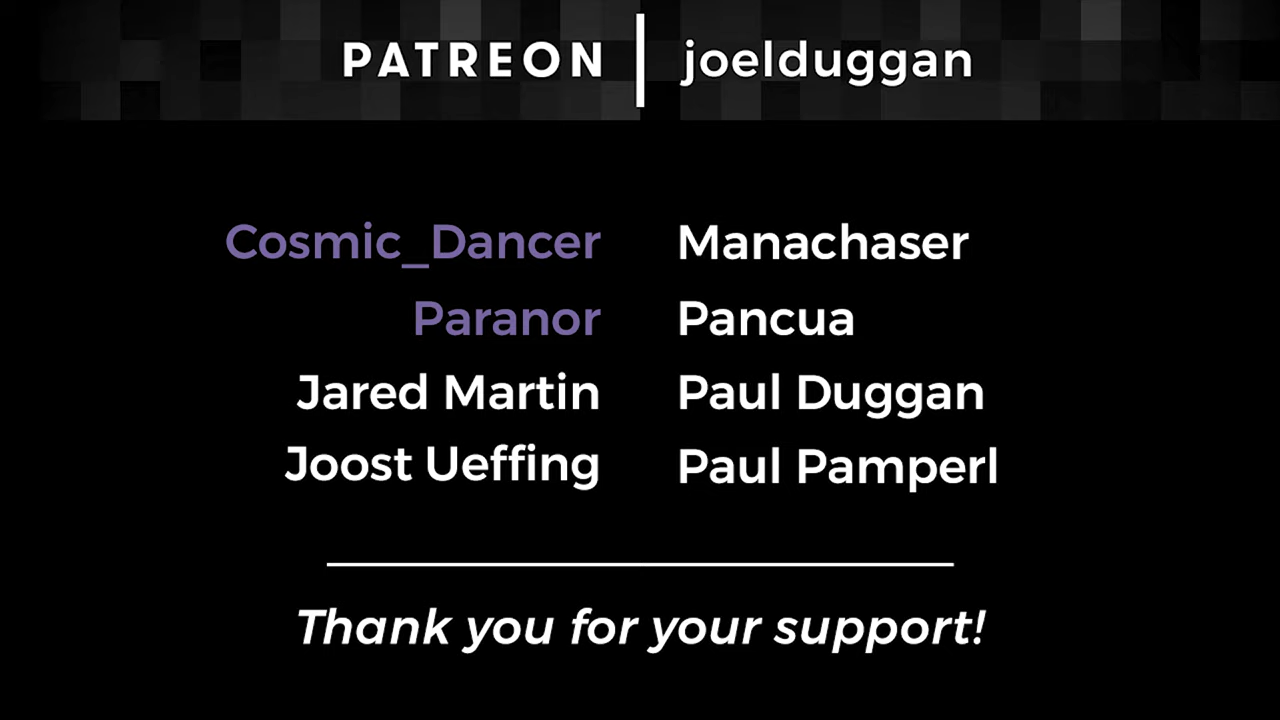 PATREON | joelduggan
Cosmic_Dancer
Paranor
Jared Martin
Joost Ueffing
Manachaser
Pancua
Paul Duggan
Paul Pamperl
Thank you for your support!